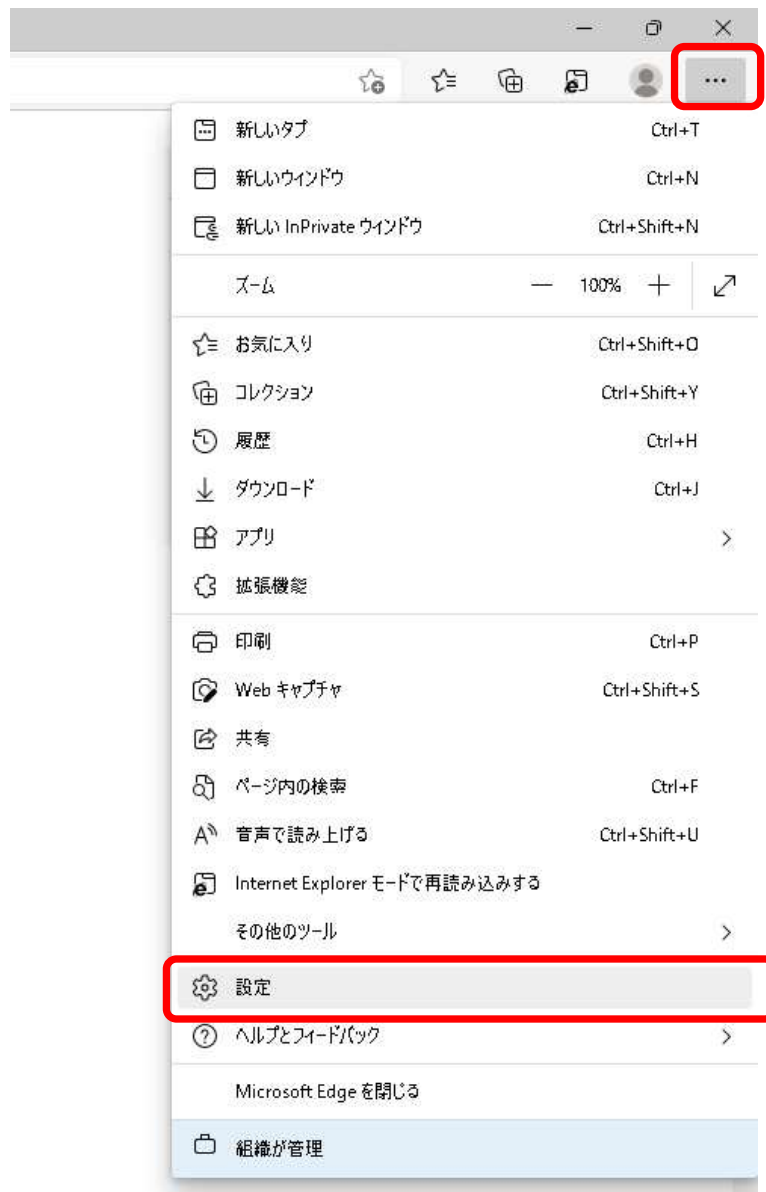 新しいタブ Ctrl+T
新しいウィンドウ Ctrl+N
新しい InPrivate ウィンドウ Ctrl+Shift+N
ズーム 100%
お気に入り Ctrl+Shift+O
コレクション Ctrl+Shift+Y
履歴 Ctrl+H
ダウンロード Ctrl+J
アプリ
拡張機能
印刷 Ctrl+P
Web キャプチャ Ctrl+Shift+S
共有
ページ内の検索 Ctrl+F
音声で読み上げる Ctrl+Shift+U
Internet Explorer モードで再読み込みする
その他のツール
設定
ヘルプとフィードバック
Microsoft Edge を閉じる
組織が管理